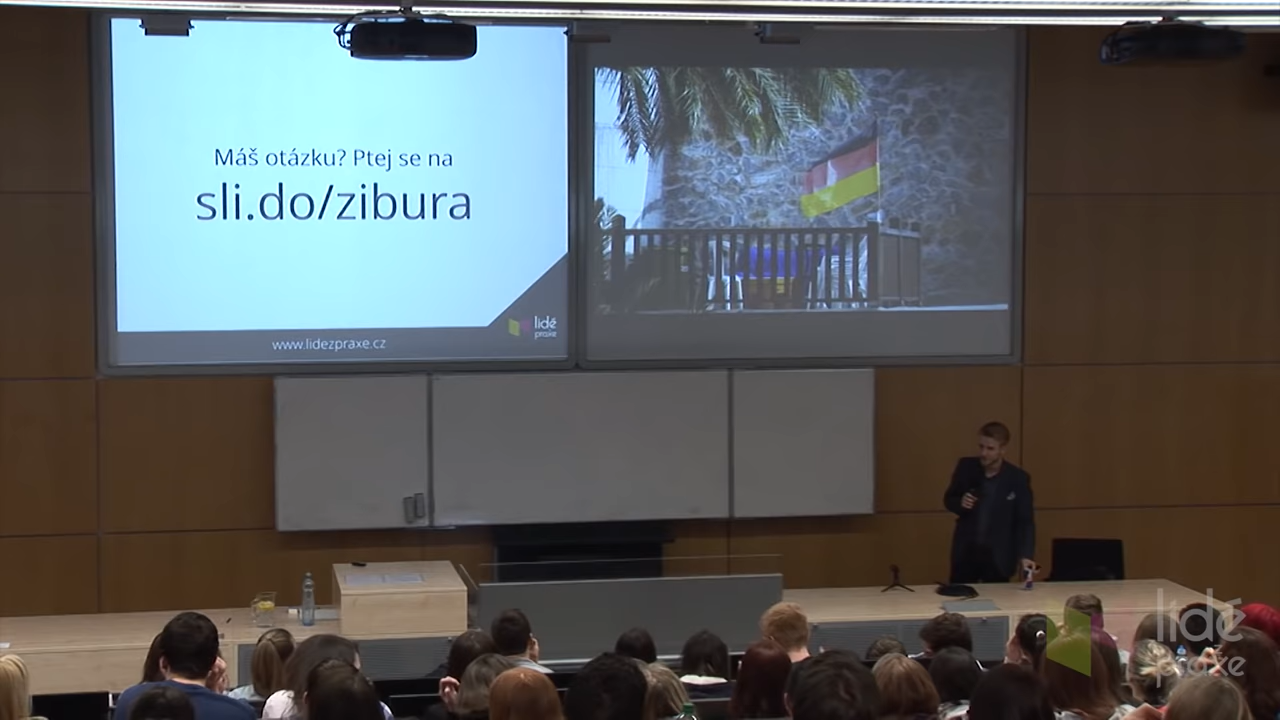 Máš otázku? Ptej se na
sli.do/zibura
lidé
praxe
www.lidezpraxe.cz
lidé
praxe